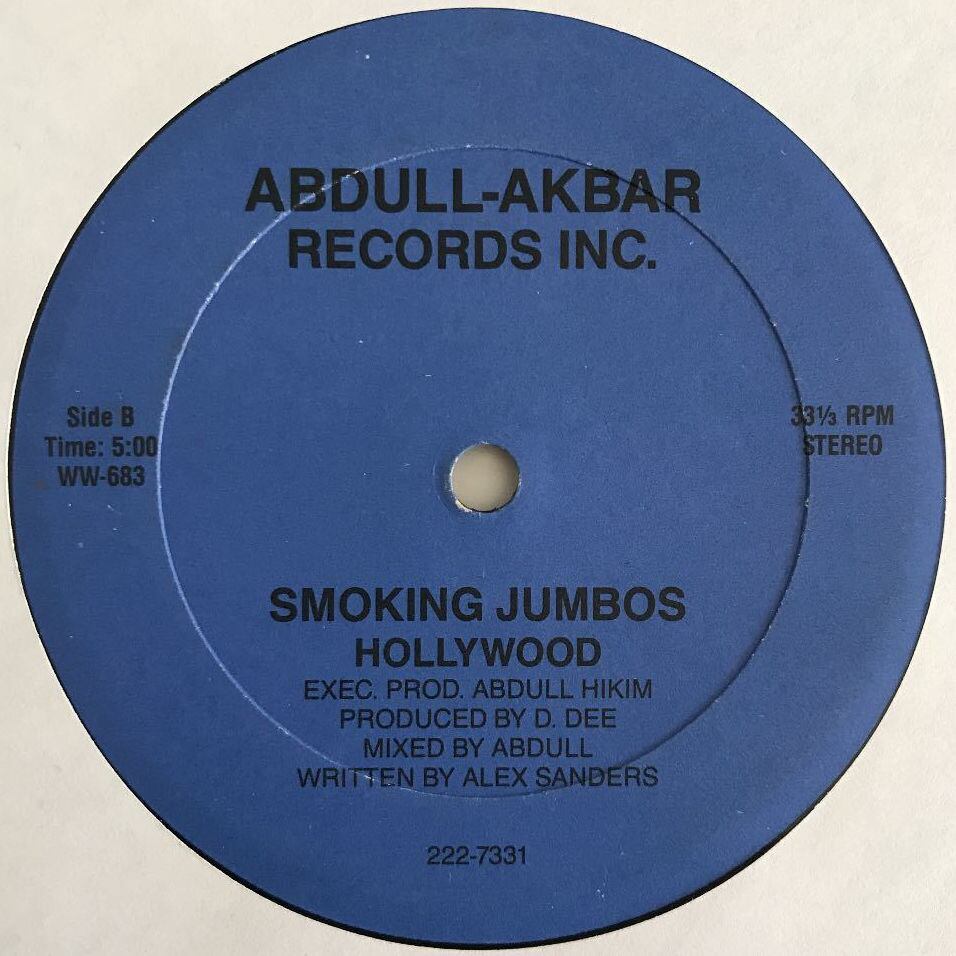 ABDULL-AKBAR
RECORDS INC.
Side B
Time: 5:00
WW-683
33⅓ RPM
STEREO
SMOKING JUMBOS
HOLLYWOOD
EXEC. PROD. ABDULL HIKIM
PRODUCED BY D. DEE
MIXED BY ABDULL
WRITTEN BY ALEX SANDERS
222-7331